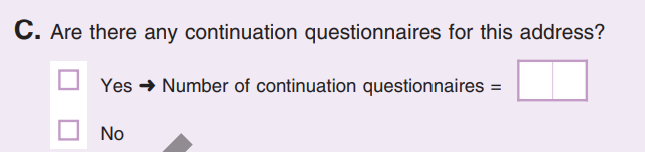 C. Are there any continuation questionnaires for this address?
Yes ➜ Number of continuation questionnaires =
No